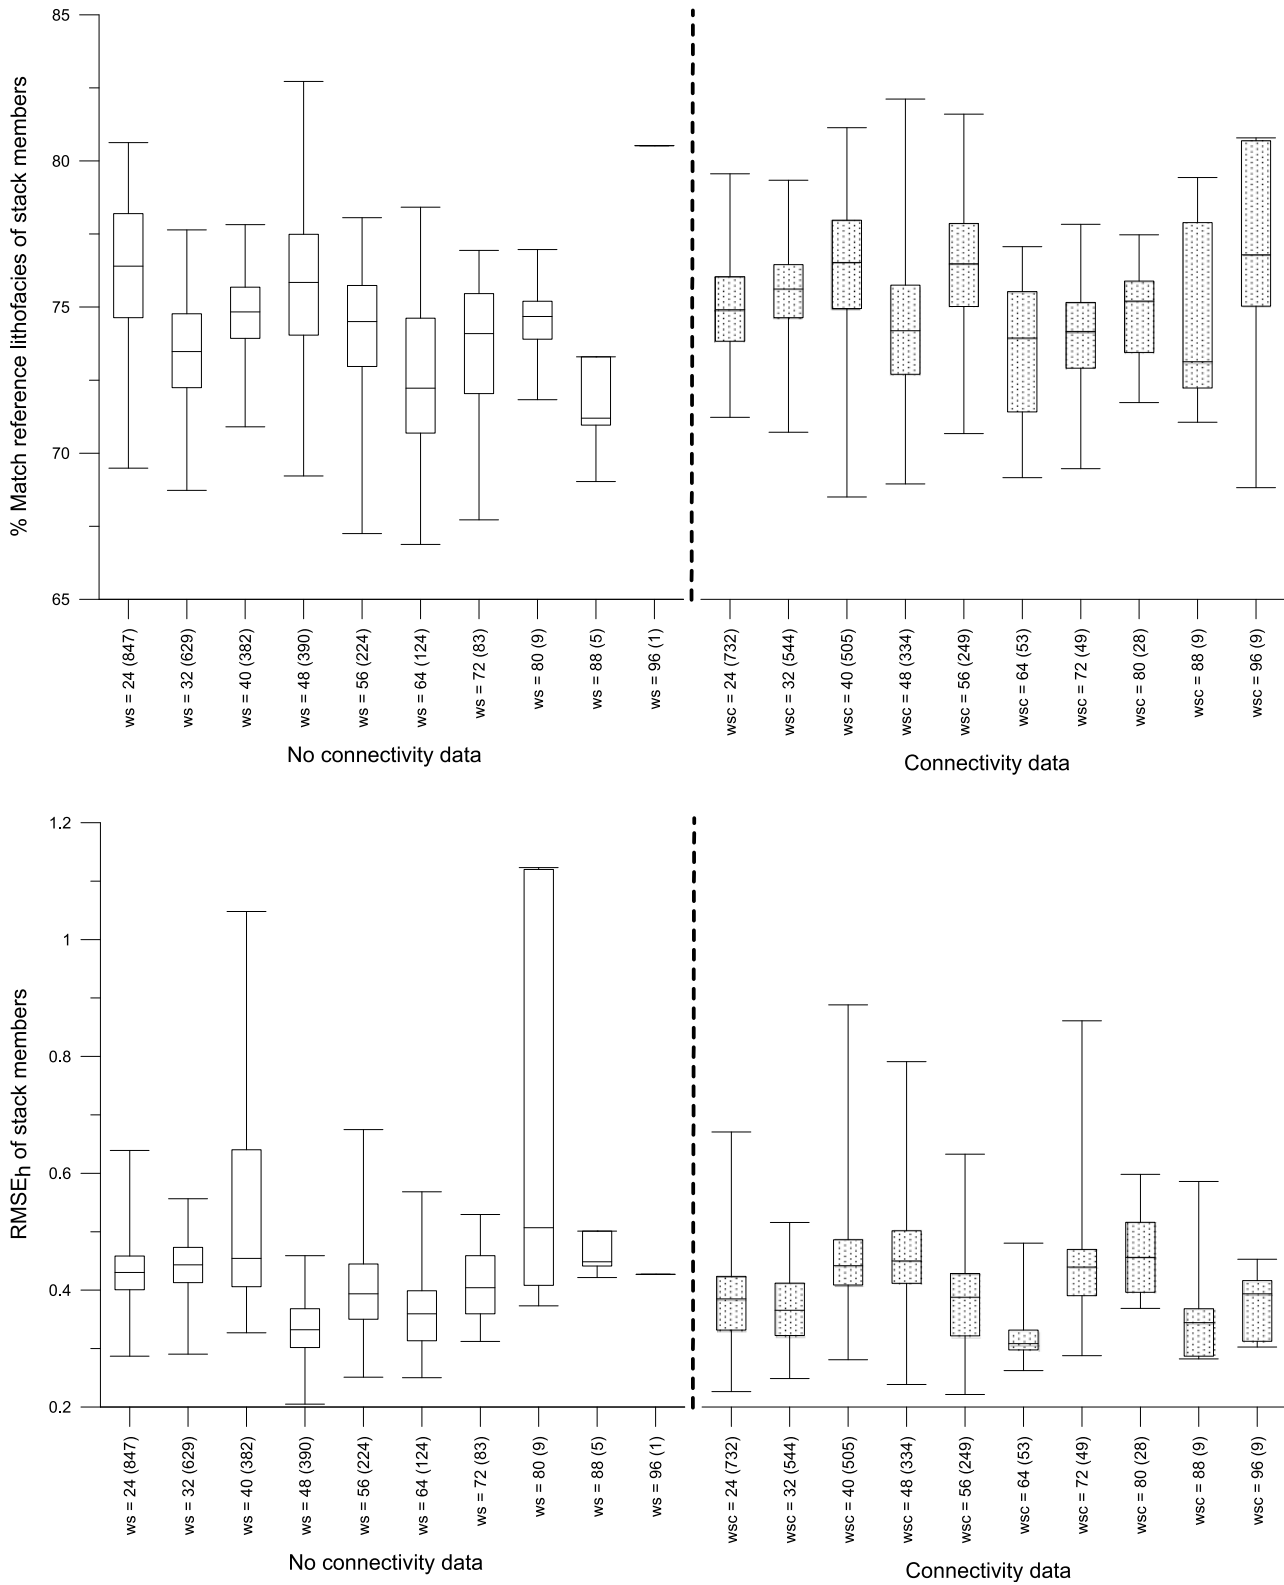 85
80
75
70
65
% Match reference lithofacies of stack members
ws = 24 (847)
ws = 32 (629)
ws = 40 (382)
ws = 48 (390)
ws = 56 (224)
ws = 64 (124)
ws = 72 (83)
ws = 80 (9)
ws = 88 (5)
ws = 96 (1)
wsc = 24 (732)
wsc = 32 (544)
wsc = 40 (505)
wsc = 48 (334)
wsc = 56 (249)
wsc = 64 (53)
wsc = 72 (49)
wsc = 80 (28)
wsc = 88 (9)
wsc = 96 (9)
No connectivity data
Connectivity data
1.2
1
0.8
0.6
0.4
0.2
RMSEh of stack members
ws = 24 (847)
ws = 32 (629)
ws = 40 (382)
ws = 48 (390)
ws = 56 (224)
ws = 64 (124)
ws = 72 (83)
ws = 80 (9)
ws = 88 (5)
ws = 96 (1)
wsc = 24 (732)
wsc = 32 (544)
wsc = 40 (505)
wsc = 48 (334)
wsc = 56 (249)
wsc = 64 (53)
wsc = 72 (49)
wsc = 80 (28)
wsc = 88 (9)
wsc = 96 (9)
No connectivity data
Connectivity data